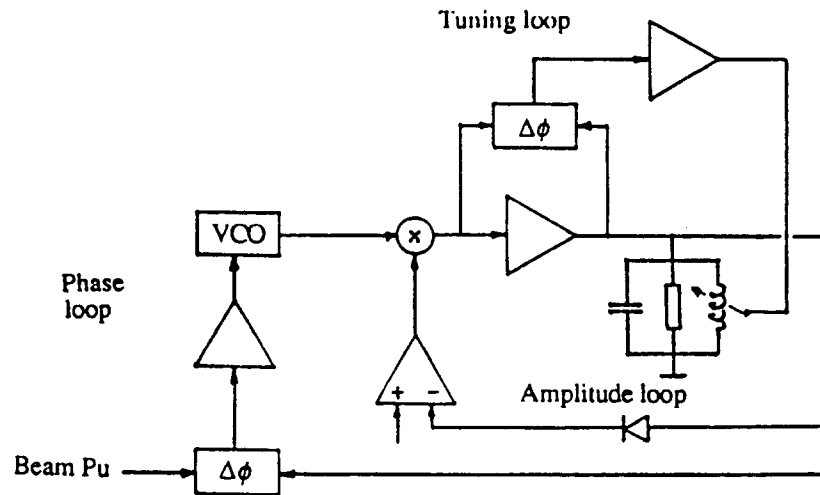 Tuning loop
Δϕ
VCO
×
Phase
loop
+ −
Amplitude loop
Beam Pu
Δϕ